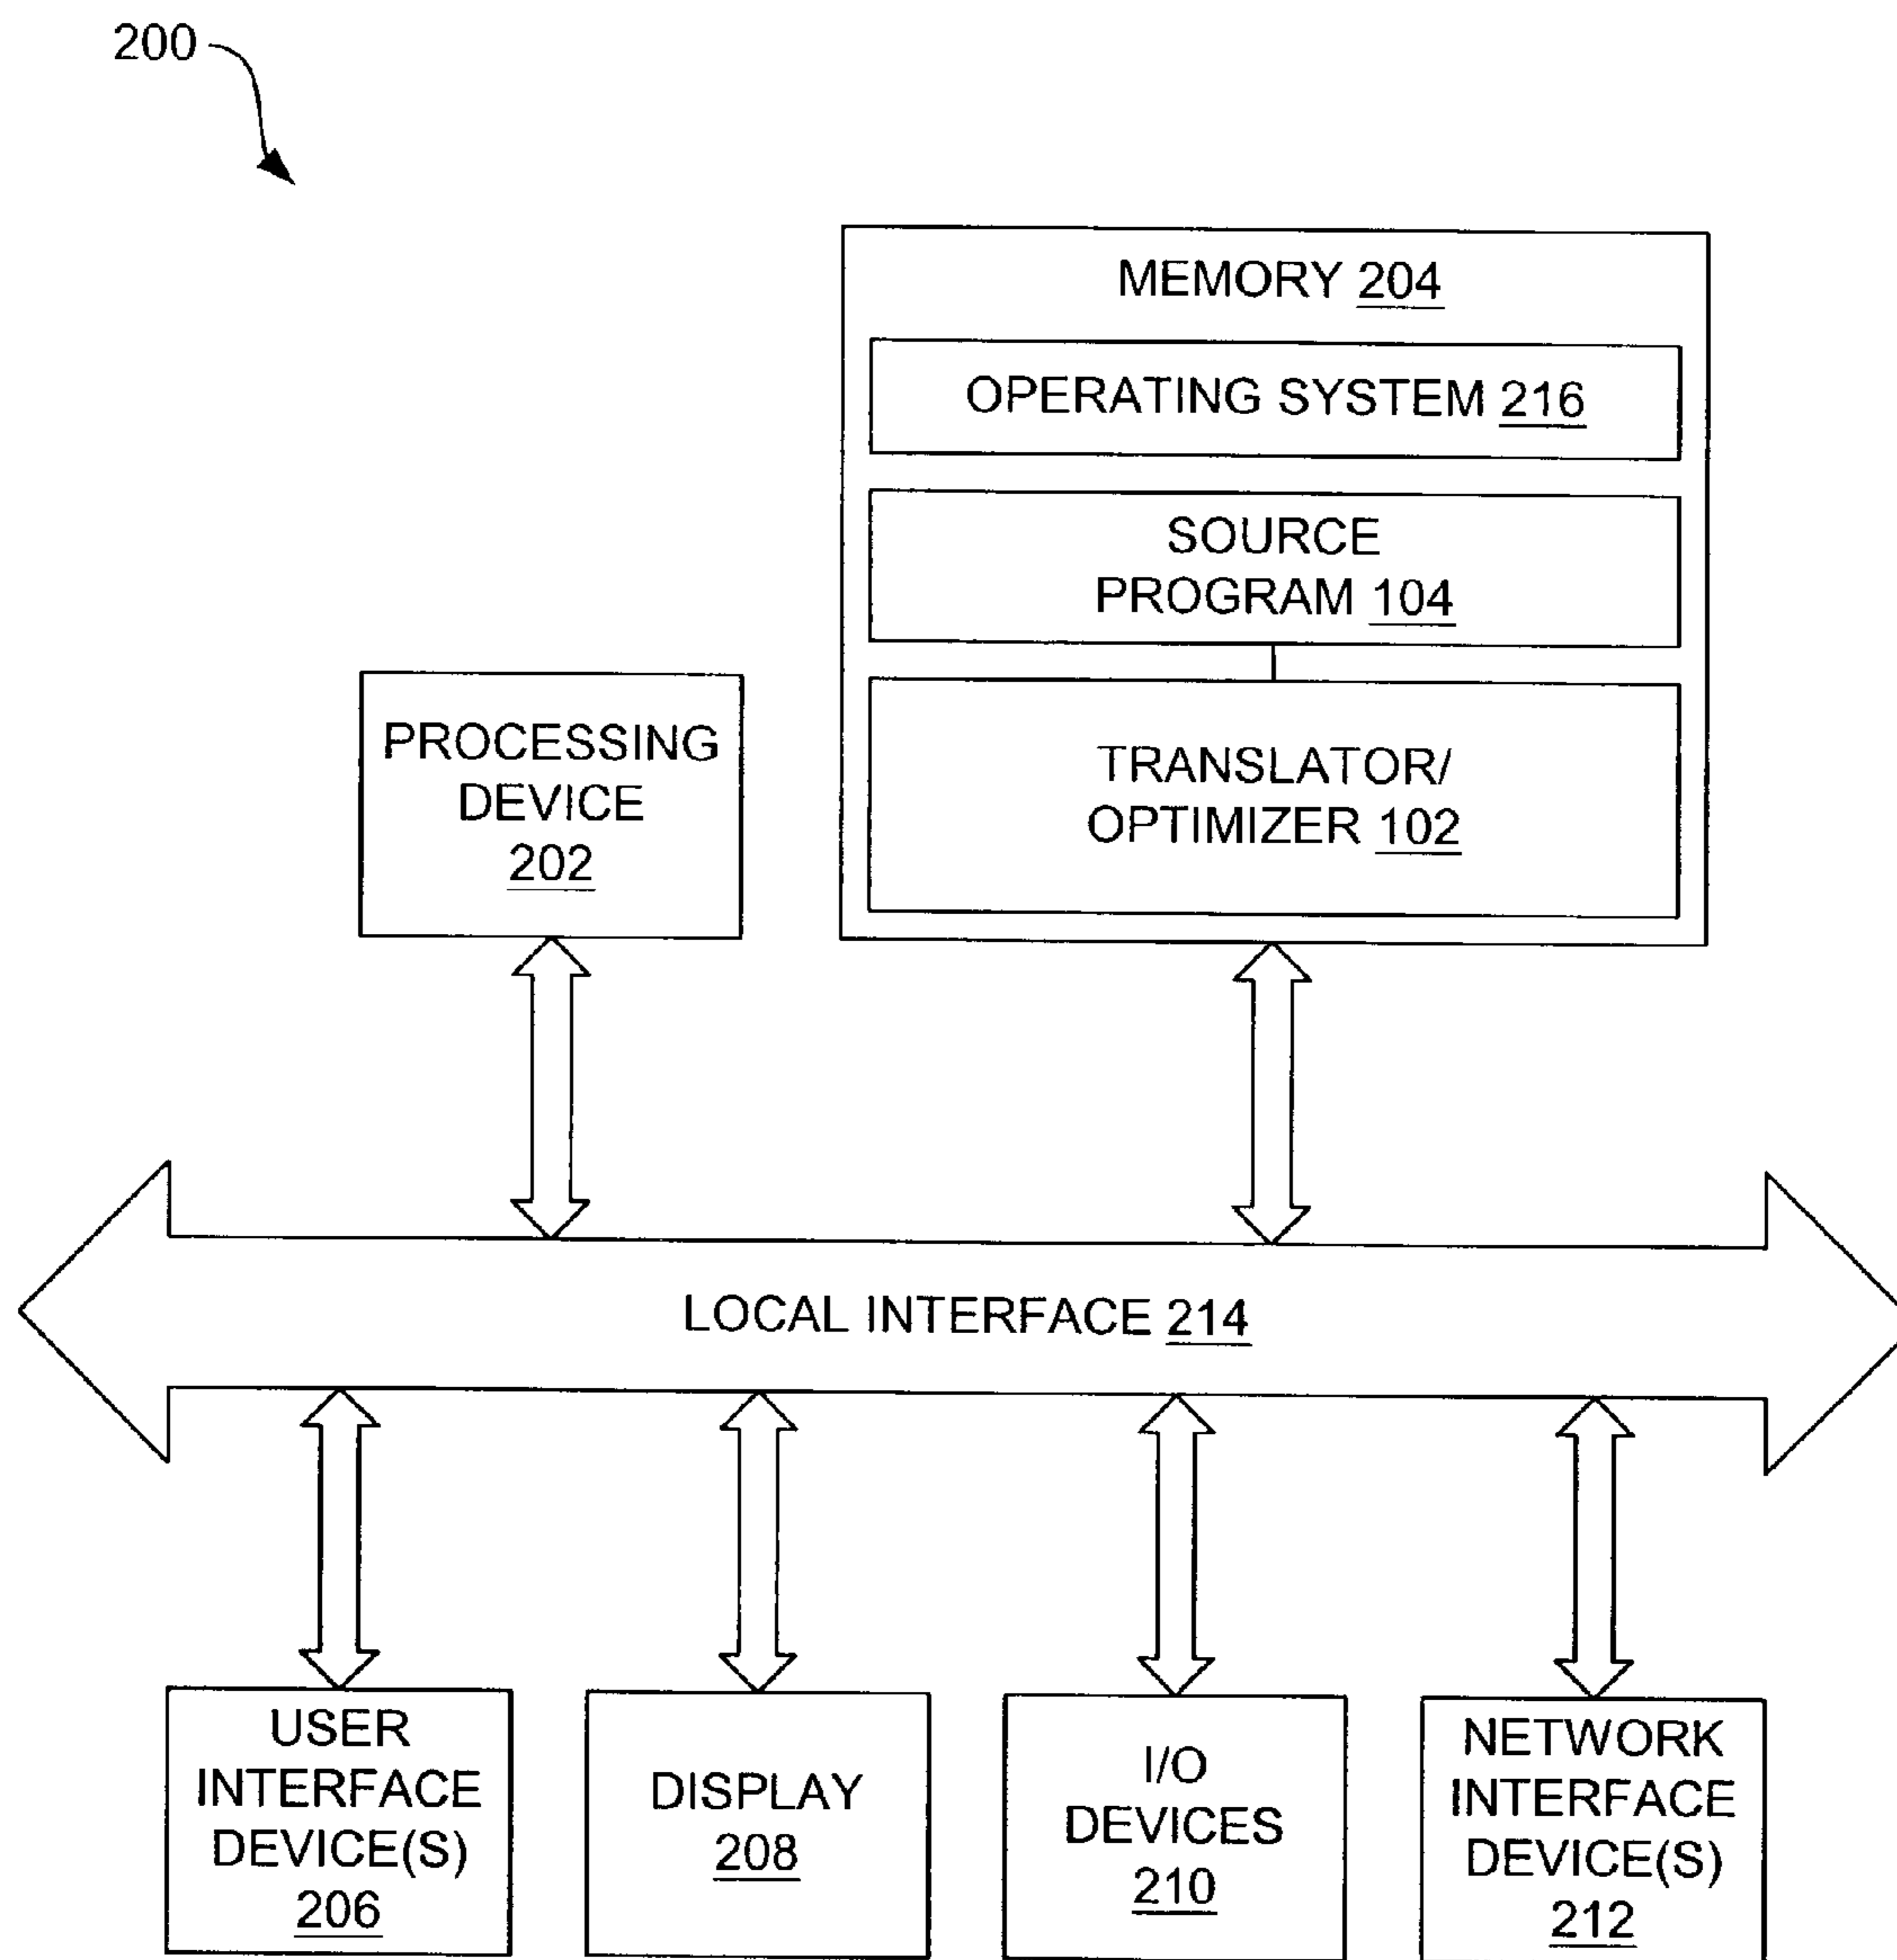 200
MEMORY 204
OPERATING SYSTEM 216
SOURCE
PROGRAM 104
TRANSLATOR/
OPTIMIZER 102
PROCESSING
DEVICE
202
LOCAL INTERFACE 214
USER
INTERFACE
DEVICE(S)
206
DISPLAY
208
I/O
DEVICES
210
NETWORK
INTERFACE
DEVICE(S)
212